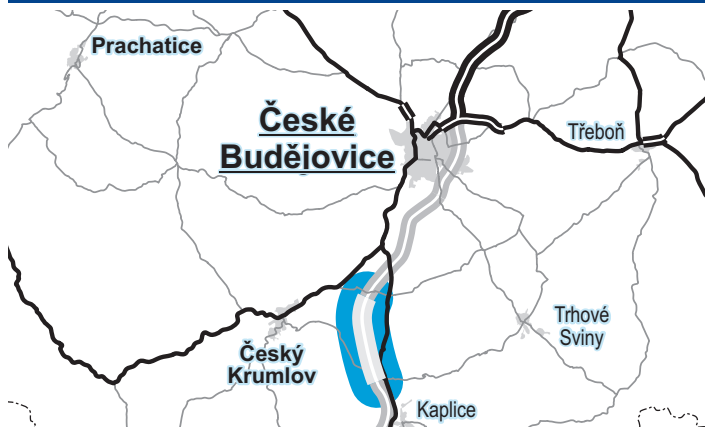 Prachatice
České
Budějovice
Třeboň
Trhové
Sviny
Český
Krumlov
Kaplice